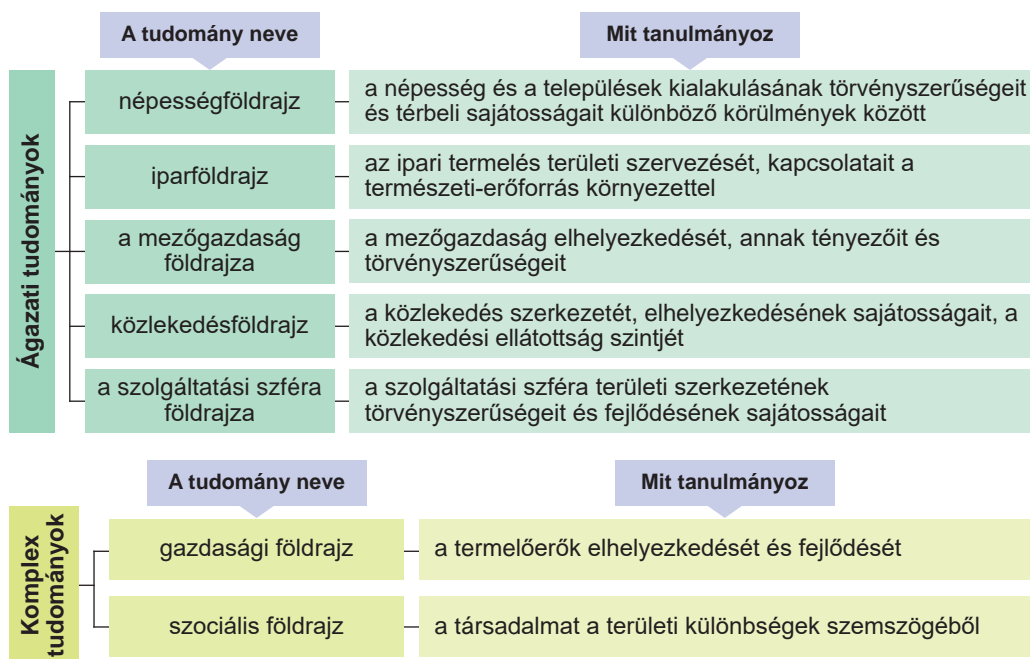 A tudomány neve
Mit tanulmányoz
Ágazati tudományok
népességföldrajz
a népesség és a települések kialakulásának törvényszerűségeit
és térbeli sajátosságait különböző körülmények között
iparföldrajz
az ipari termelés területi szervezését, kapcsolatait a
természeti-erőforrás környezettel
a mezőgazdaság
földrajza
a mezőgazdaság elhelyezkedését, annak tényezőit és
törvényszerűségeit
közlekedésföldrajz
a közlekedés szerkezetét, elhelyezkedésének sajátosságait, a
közlekedési ellátottság szintjét
a szolgáltatási szféra
földrajza
a szolgáltatási szféra területi szerkezetének
törvényszerűségeit és fejlődésének sajátosságait
A tudomány neve
Mit tanulmányoz
Komplex
tudományok
gazdasági földrajz
a termelőerők elhelyezkedését és fejlődését
szociális földrajz
a társadalmat a területi különbségek szemszögéből